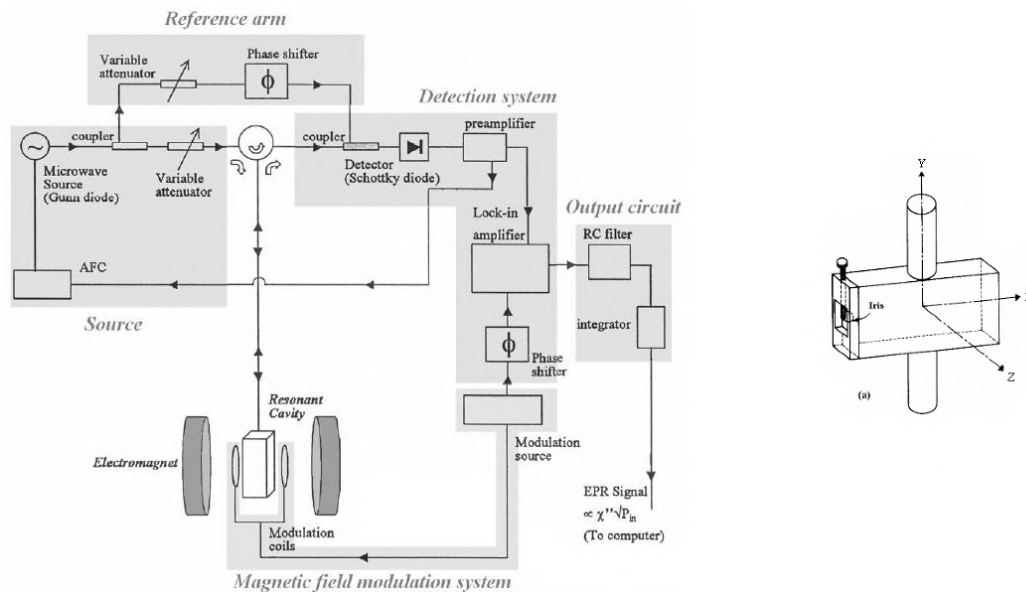 Reference arm
Variable
attenuator
Phase shifter
ϕ
Detection system
coupler
coupler
preamplifier
Microwave
Source
(Gunn diode)
Variable
attenuator
Detector
(Schottky diode)
Lock-in
amplifier
Output circuit
RC filter
AFC
Source
integrator
ϕ
Phase
shifter
Resonant
Cavity
Electromagnet
Modulation
source
Modulation
coils
EPR Signal
∝ χ''√Pin
(To computer)
Magnetic field modulation system
Y
Iris
Z
(a)